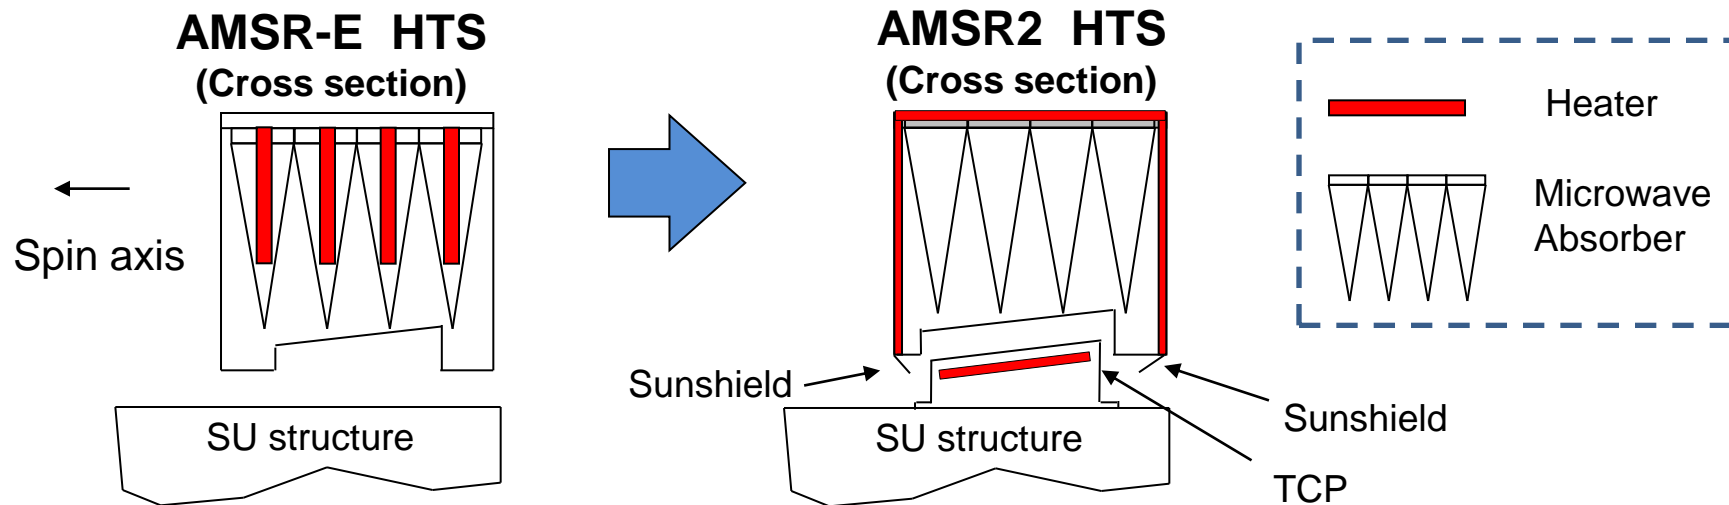 AMSR-E HTS
(Cross section)
AMSR2 HTS
(Cross section)
Heater
Microwave
Absorber
Spin axis
Sunshield
Sunshield
SU structure
SU structure
TCP